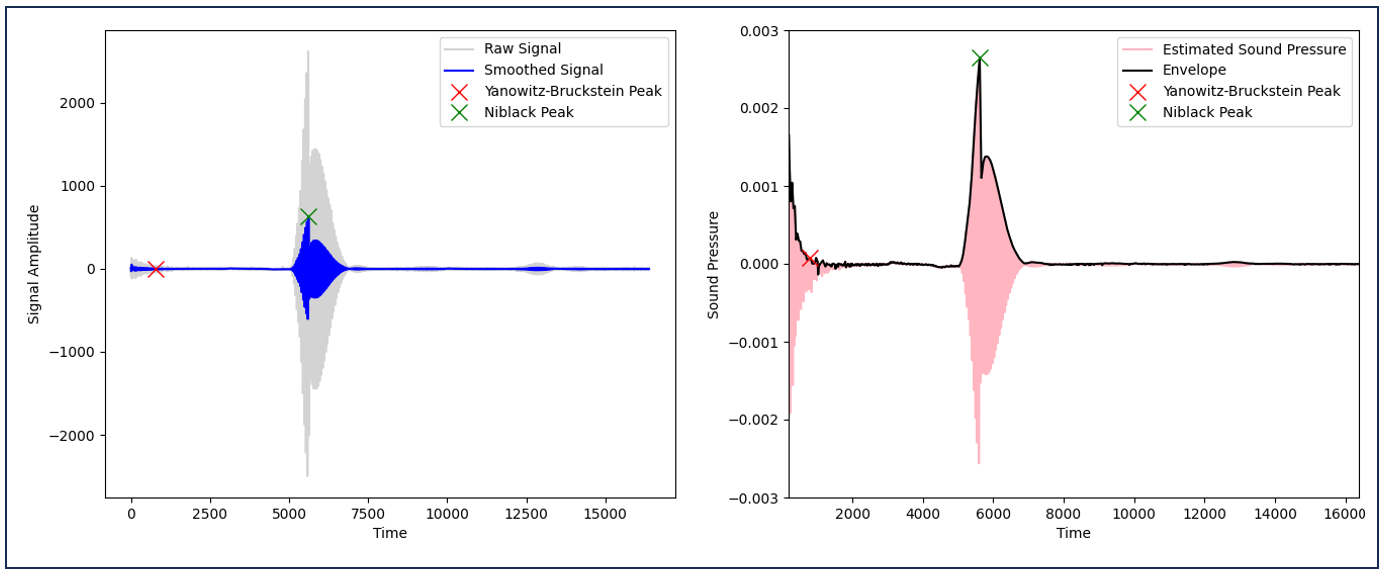 Raw Signal
Smoothed Signal
Yanowitz-Bruckstein Peak
Niblack Peak
2000
1000
0
−1000
−2000
Signal Amplitude
0
2500
5000
7500
10000
12500
15000
Time
Estimated Sound Pressure
Envelope
Yanowitz-Bruckstein Peak
Niblack Peak
0.003
0.002
0.001
0.000
−0.001
−0.002
−0.003
Sound Pressure
2000
4000
6000
8000
10000
12000
14000
16000
Time